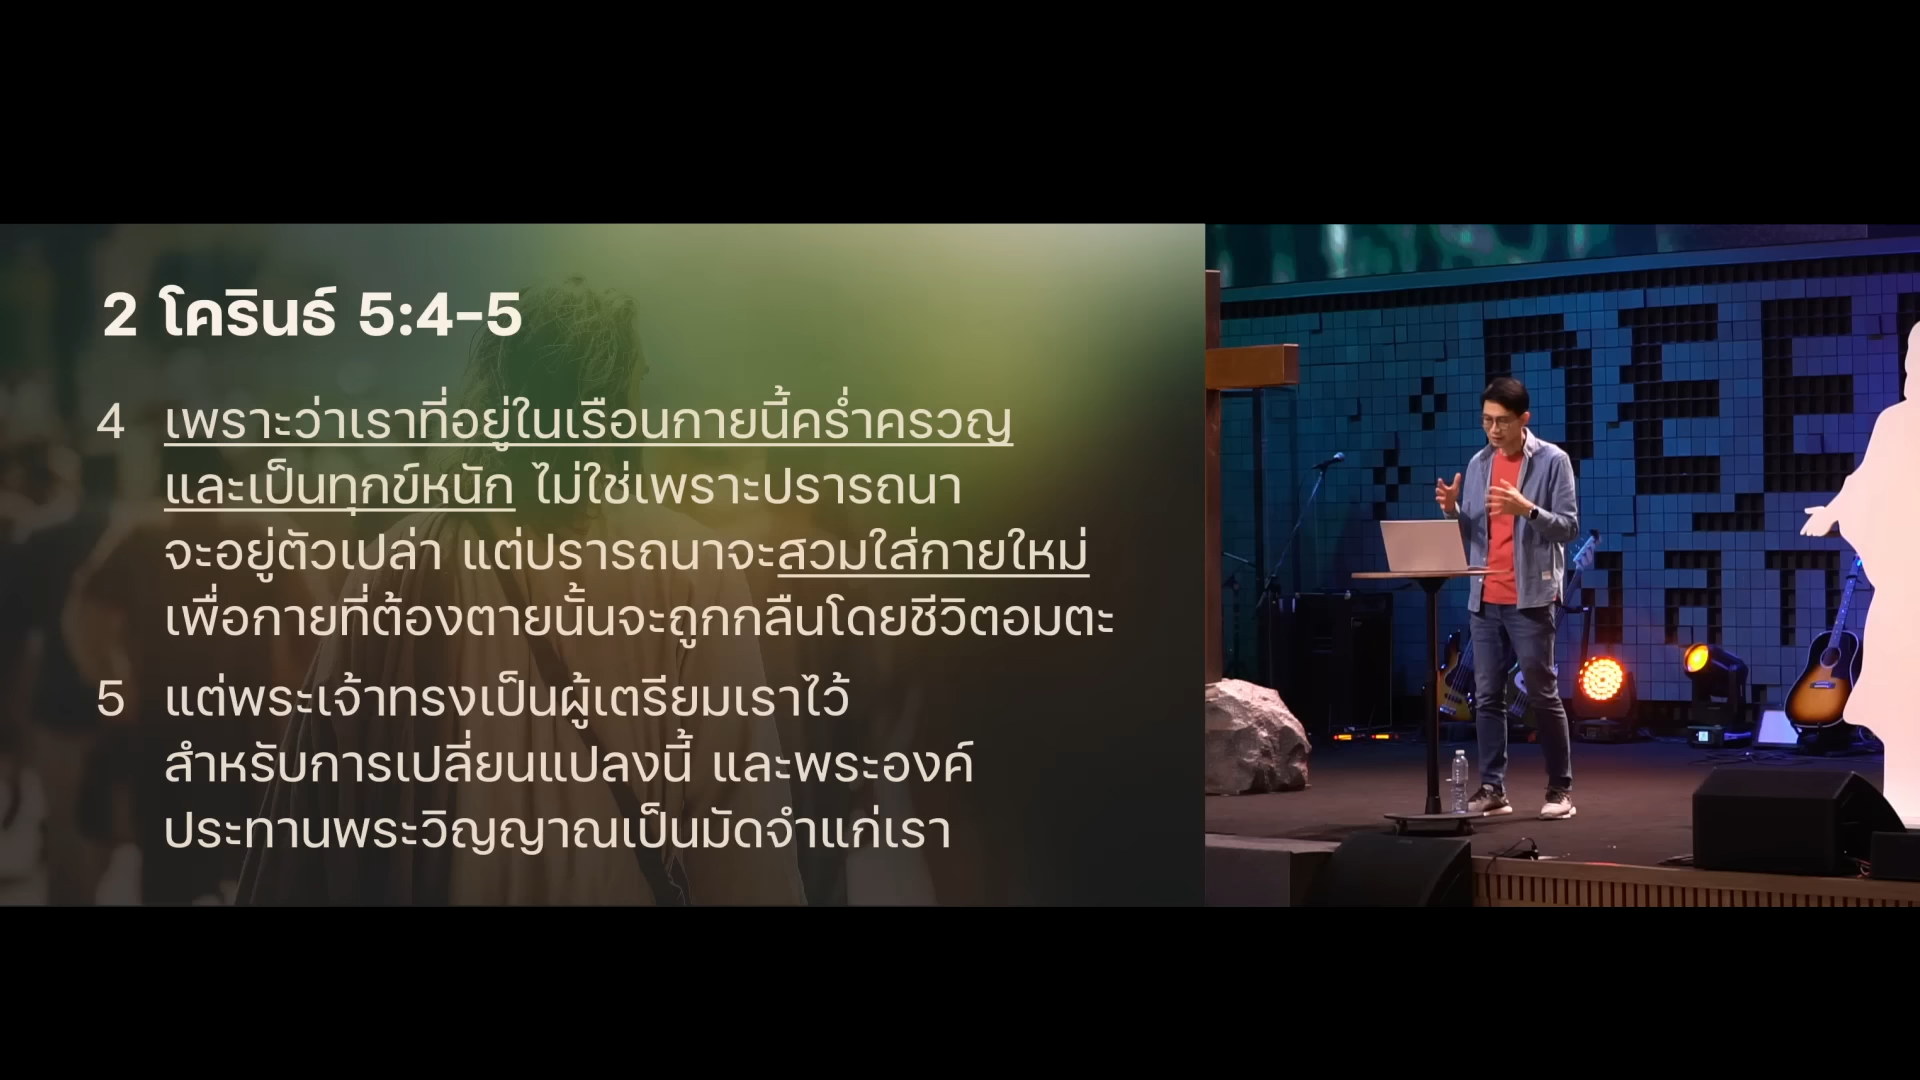 2 โครินธ์ 5:4-5
4 เพราะว่าเราที่อยู่ในเรือนกายนี้คร่ำครวญ
และเป็นทุกข์หนัก ไม่ใช่เพราะปรารถนา
จะอยู่ตัวเปล่า แต่ปรารถนาจะสวมใส่กายใหม่
เพื่อกายที่ต้องตายนั้นจะถูกกลืนโดยชีวิตอมตะ
5 แต่พระเจ้าทรงเป็นผู้เตรียมเราไว้
สำหรับการเปลี่ยนแปลงนี้ และพระองค์
ประทานพระวิญญาณเป็นมัดจำแก่เรา